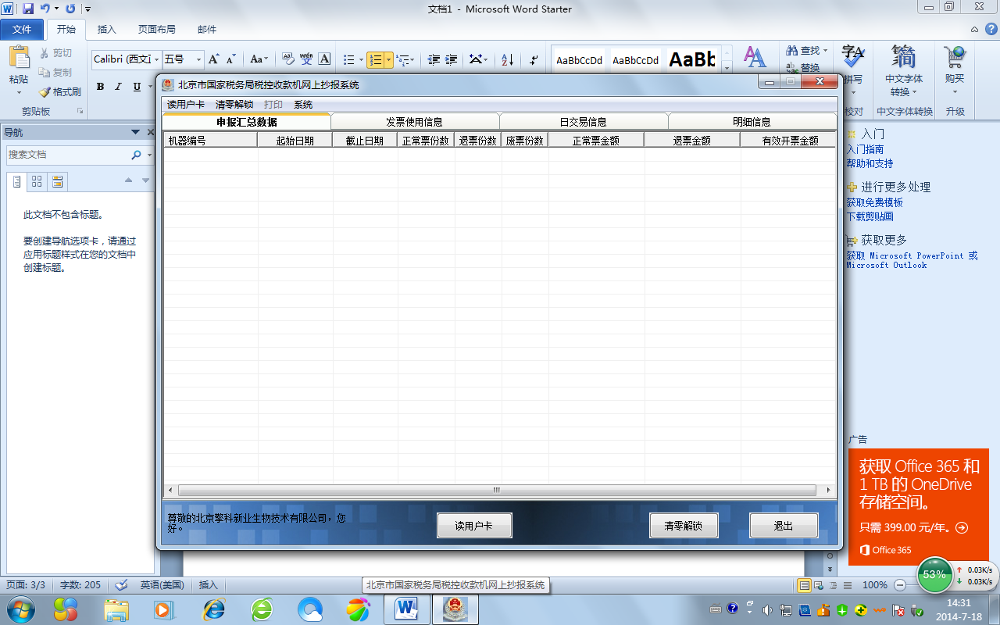 文档1 - Microsoft Word Starter
文件
开始
插入
页面布局
邮件
粘贴
剪切
复制
格式刷
剪贴板
Calibri (西文正
五号
AaBbCcDd
AaBbCcDd
AaBb
查找
替换
拼写
校对
中文字体
转换
中文字体转换
购买
升级
导航
搜索文档
此文档不包含标题。
要创建导航选项卡，请通过
应用标题样式在您的文档中
创建标题。
北京市国家税务局税控收款机网上抄报系统
读用户卡 清零解锁 打印 系统
申报汇总数据 发票使用信息 日交易信息 明细信息
机器编号 起始日期 截止日期 正常票份数 退票份数 废票份数 正常票金额 退票金额 有效开票金额
尊敬的北京擎科新业生物技术有限公司，您
好。
读用户卡
清零解锁
退出
入门
入门指南
帮助和支持
进行更多处理
获取免费模板
下载剪贴画
获取更多
获取 Microsoft PowerPoint 或
Microsoft Outlook
广告
获取 Office 365 和
1 TB 的 OneDrive
存储空间。
只需 399.00 元/年。
Office 365
页面: 3/3 字数: 205 英语(美国) 插入
北京市国家税务局税控收款机网上抄报系统
100%
53%
0.03K/s
0.03K/s
14:31
2014-7-18